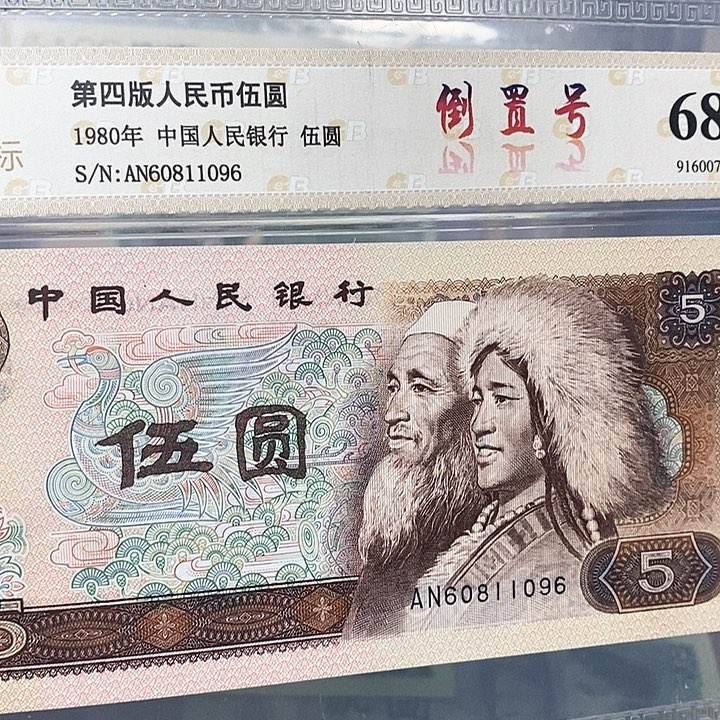 第四版人民币伍圆
倒置号
68
1980年 中国人民银行 伍圆
S/N:AN60811096
916007
标
中国人民银行
5
伍圆
AN60811096
5